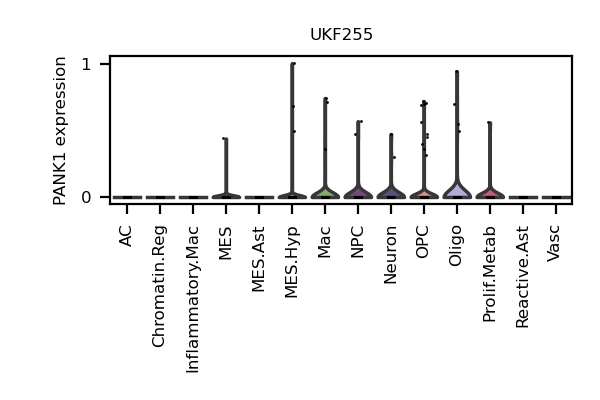 UKF255
PANK1 expression
1
0
AC
Chromatin.Reg
Inflammatory.Mac
MES
MES.Ast
MES.Hyp
Mac
NPC
Neuron
OPC
Oligo
Prolif.Metab
Reactive.Ast
Vasc